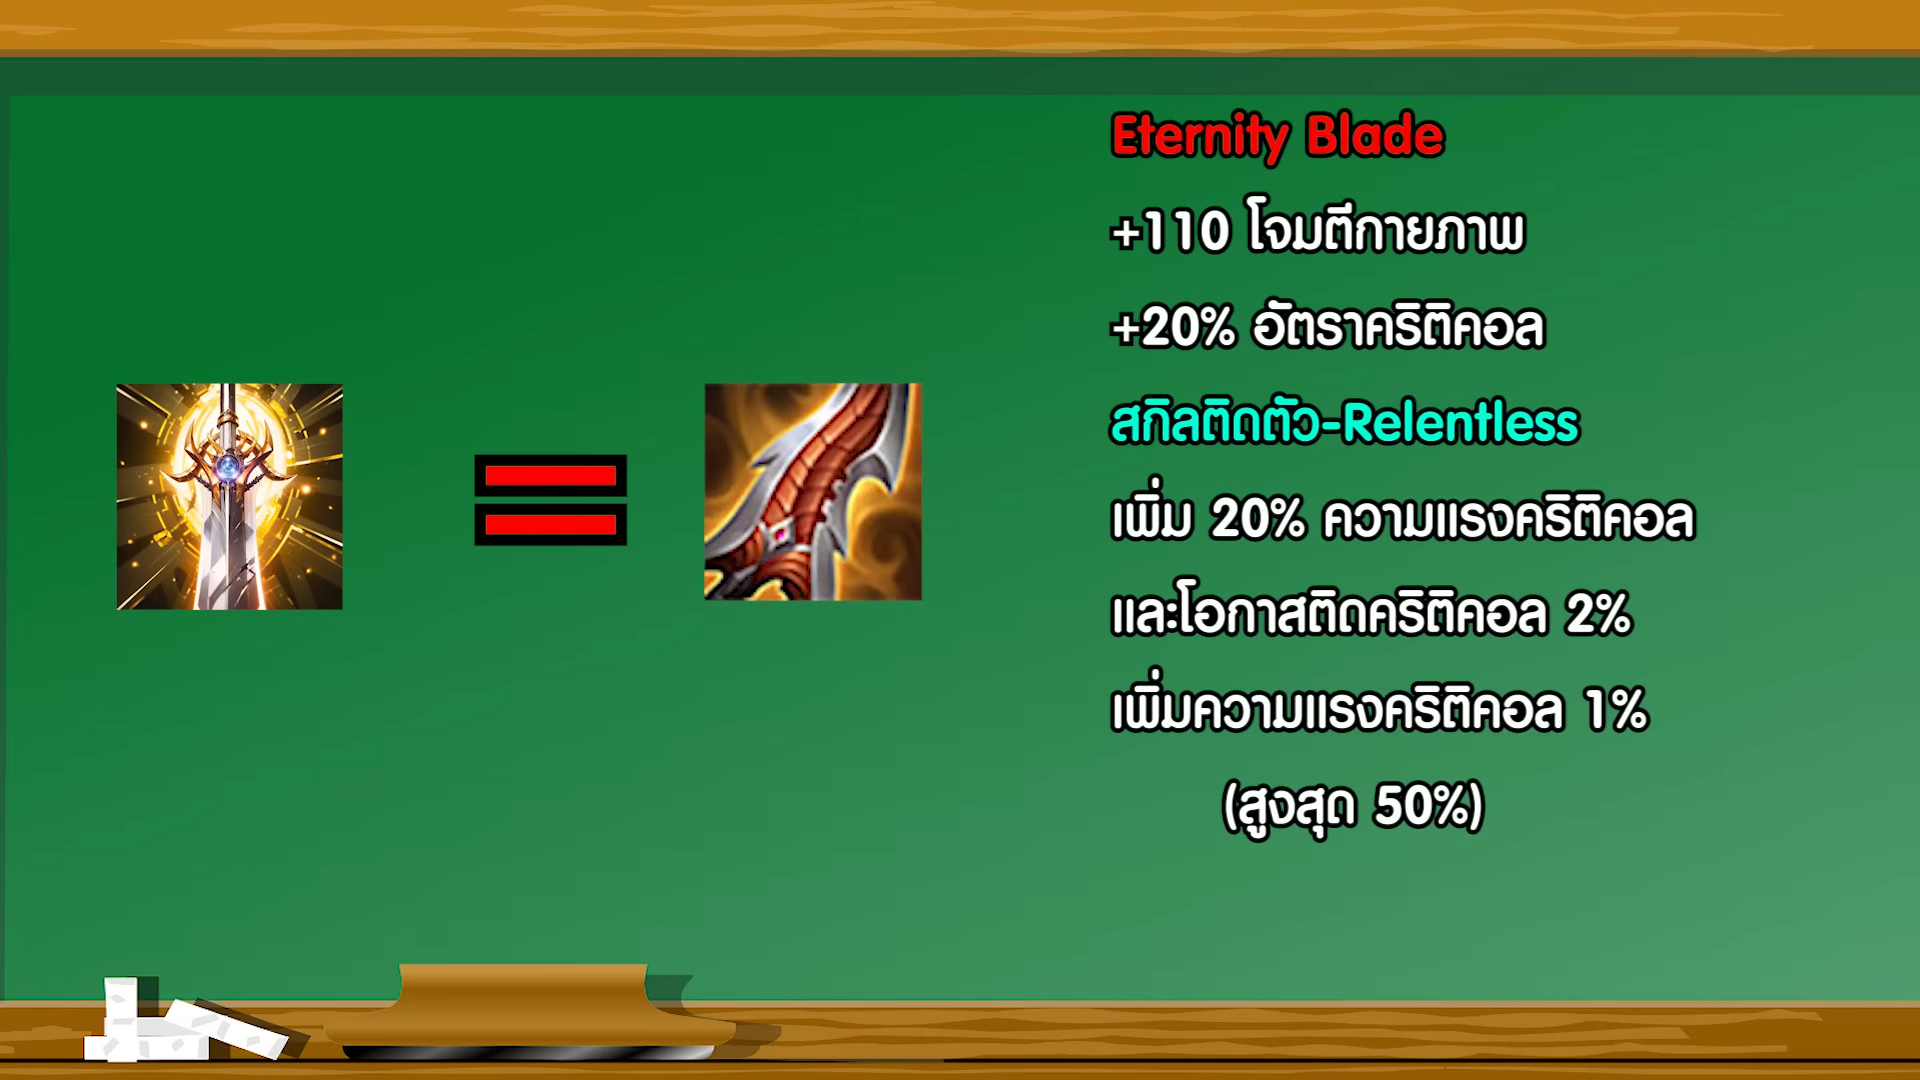 Eternity Blade
+110 โจมตีกายภาพ
+20% อัตราคริติคอล
สกิลติดตัว-Relentless
เพิ่ม 20% ความแรงคริติคอล
และโอกาสติดคริติคอล 2%
เพิ่มความแรงคริติคอล 1%
(สูงสุด 50%)